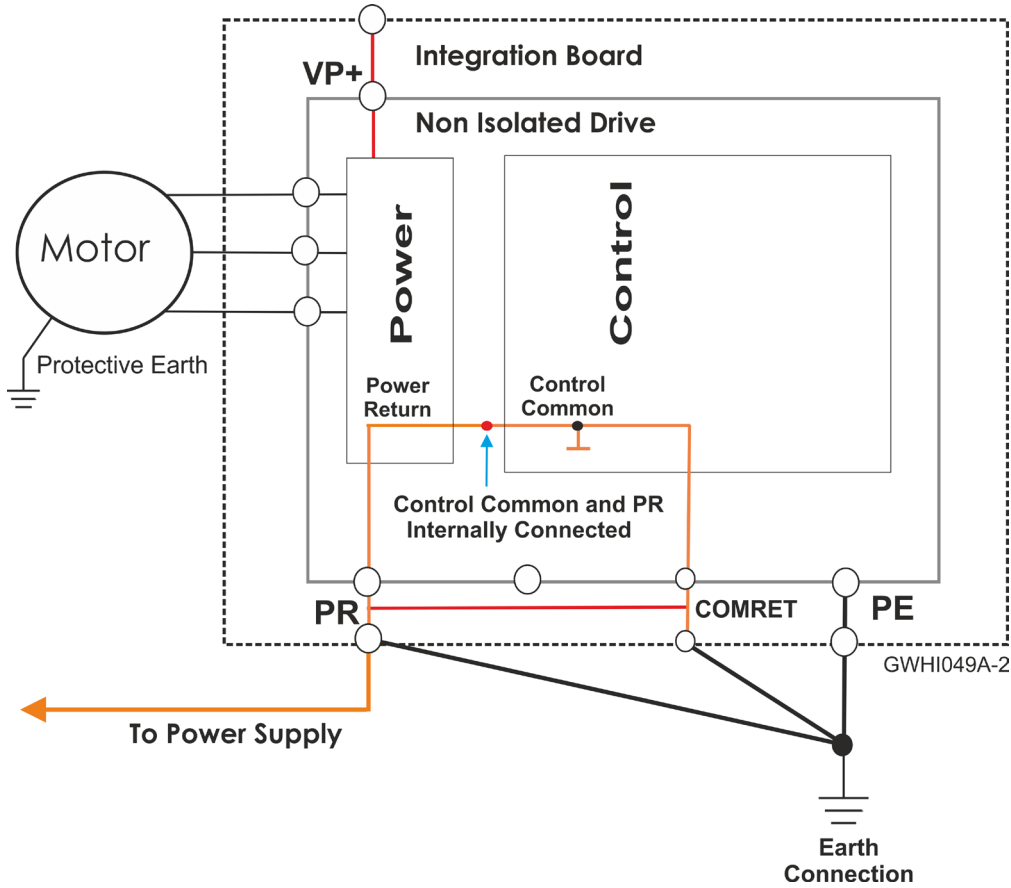 Integration Board
VP+
Non Isolated Drive
Motor
Power
Control
Protective Earth
Power
Return
Control
Common
Control Common and PR
Internally Connected
PR
COMRET
PE
GWHI049A-2
To Power Supply
Earth
Connection